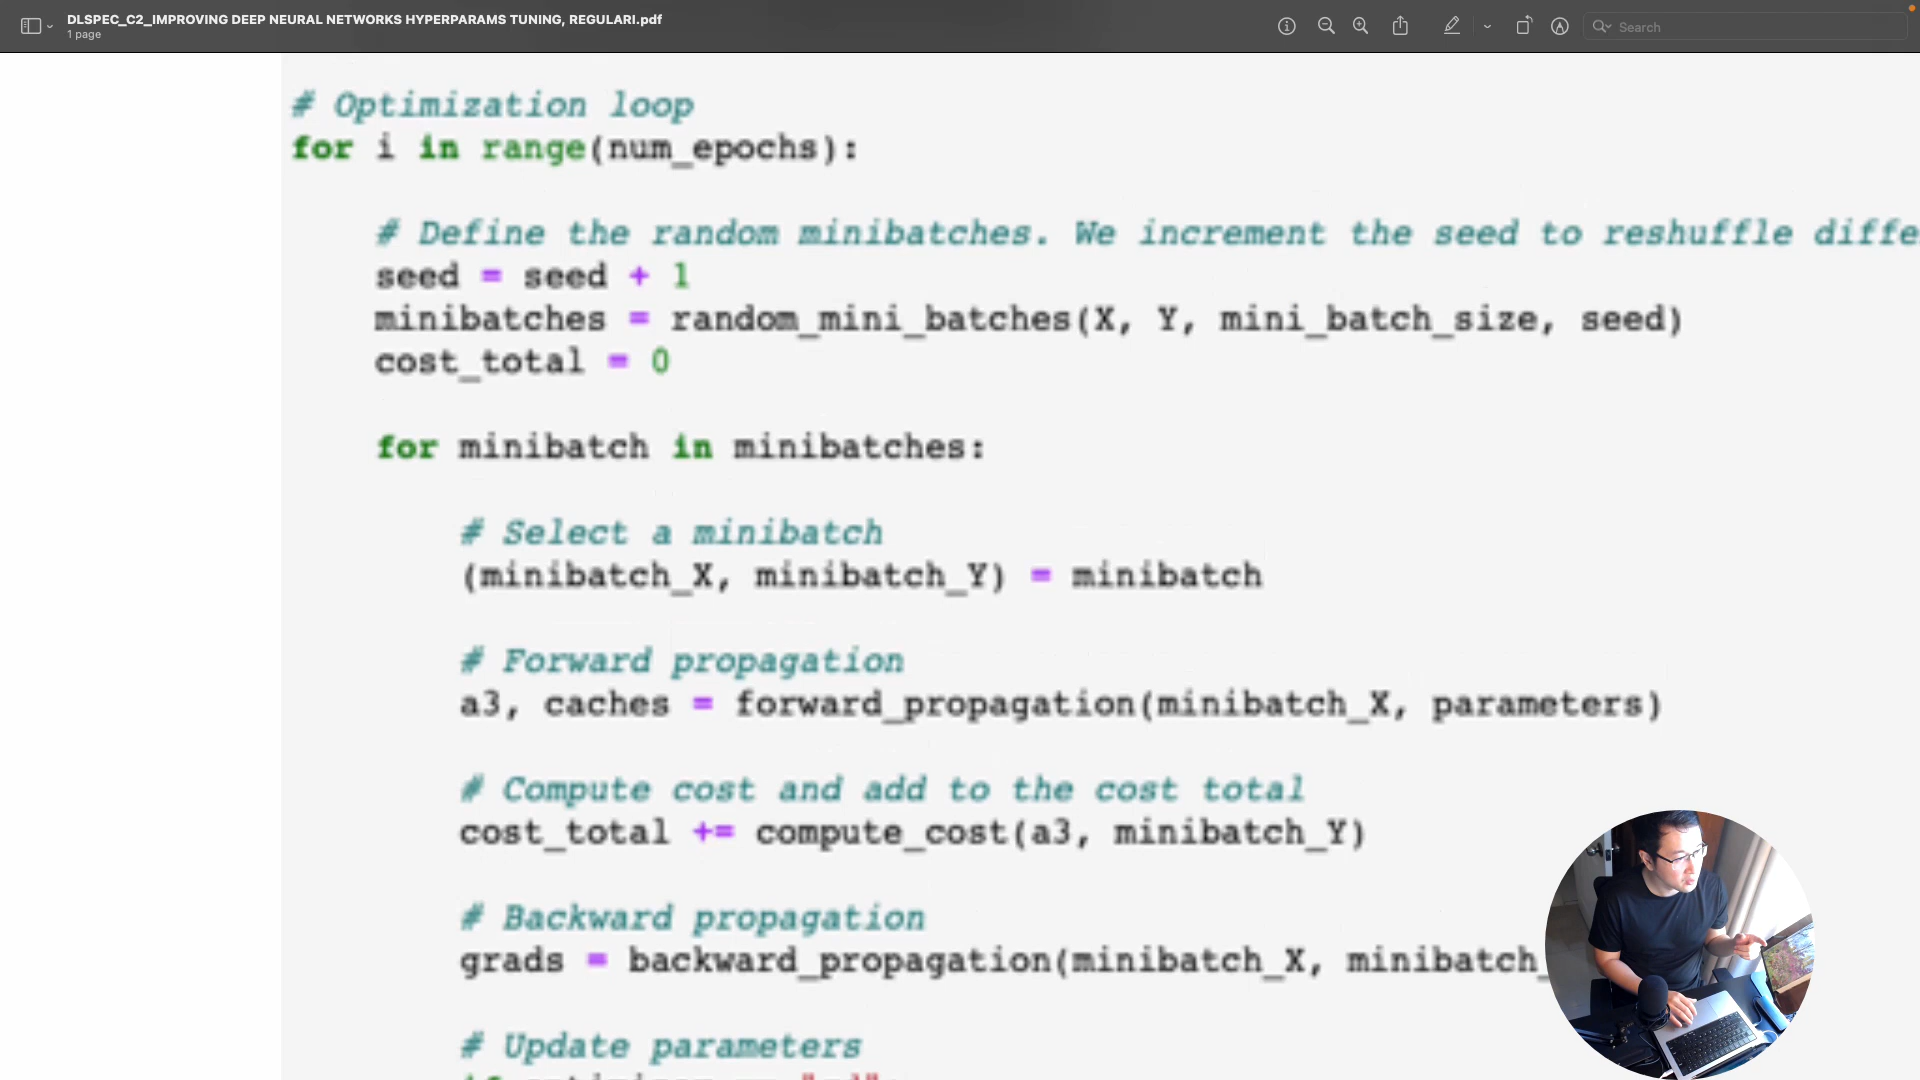 DLSPEC_C2_IMPROVING DEEP NEURAL NETWORKS HYPERPARAMS TUNING, REGULARI.pdf
1 page
Search
# Optimization loop
for i in range(num_epochs):
# Define the random minibatches. We increment the seed to reshuffle
seed = seed + 1
minibatches = random_mini_batches(X, Y, mini_batch_size, seed)
cost_total = 0
for minibatch in minibatches:
# Select a minibatch
(minibatch_X, minibatch_Y) = minibatch
# Forward propagation
a3, caches = forward_propagation(minibatch_X, parameters)
# Compute cost and add to the cost total
cost_total += compute_cost(a3, minibatch_Y)
# Backward propagation
grads = backward_propagation(minibatch_X, minibatch_
# Update parameters